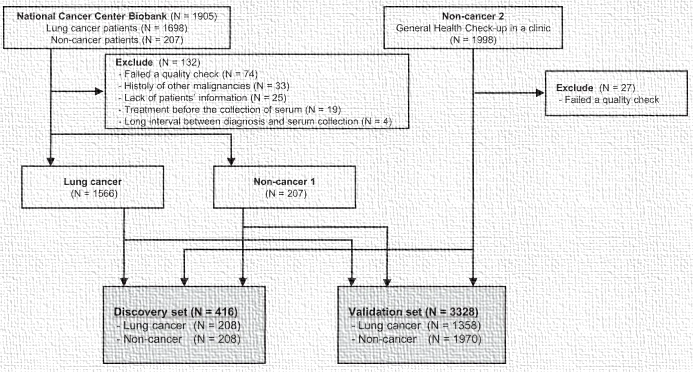 National Cancer Center Biobank (N = 1905)
Lung cancer patients (N = 1698)
Non-cancer patients (N = 207)
Non-cancer 2
General Health Check-up in a clinic
(N = 1998)
Exclude (N = 132)
- Failed a quality check (N = 74)
- Histoly of other malignancies (N = 33)
- Lack of patients' information (N = 25)
- Treatment before the collection of serum (N = 19)
- Long interval between diagnosis and serum collection (N = 4)
Exclude (N = 27)
- Failed a quality check
Lung cancer
(N = 1566)
Non-cancer 1
(N = 207)
Discovery set (N = 416)
- Lung cancer (N = 208)
- Non-cancer (N = 208)
Validation set (N = 3328)
- Lung cancer (N = 1358)
- Non-cancer (N = 1970)